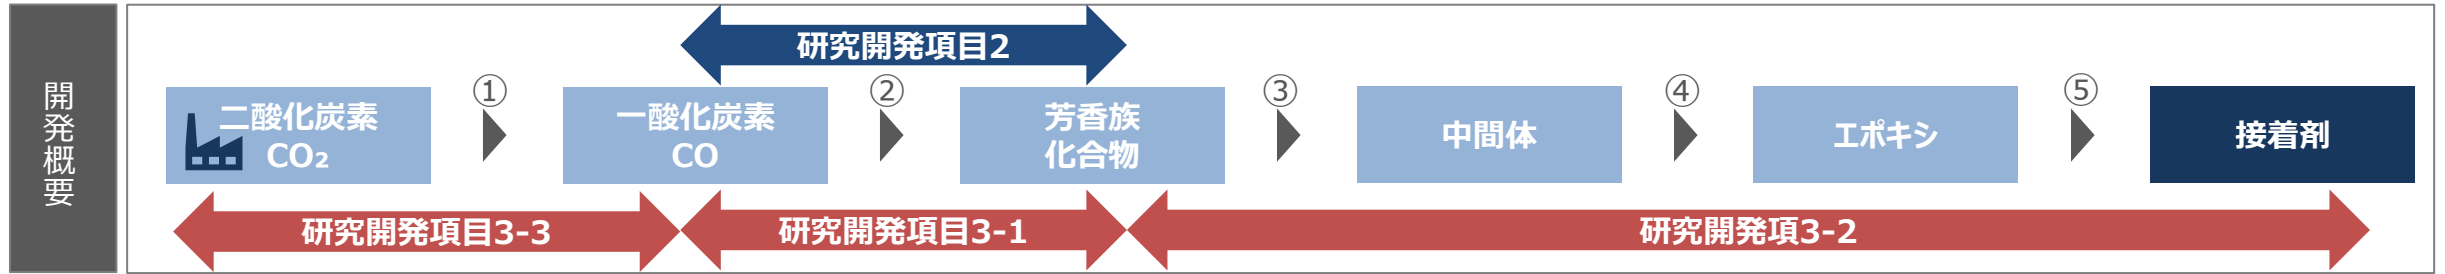 開発概要
研究開発項目2
①
②
③
④
⑤
二酸化炭素
CO₂
一酸化炭素
CO
芳香族
化合物
中間体
エポキシ
接着剤
研究開発項目3-3
研究開発項目3-1
研究開発項3-2